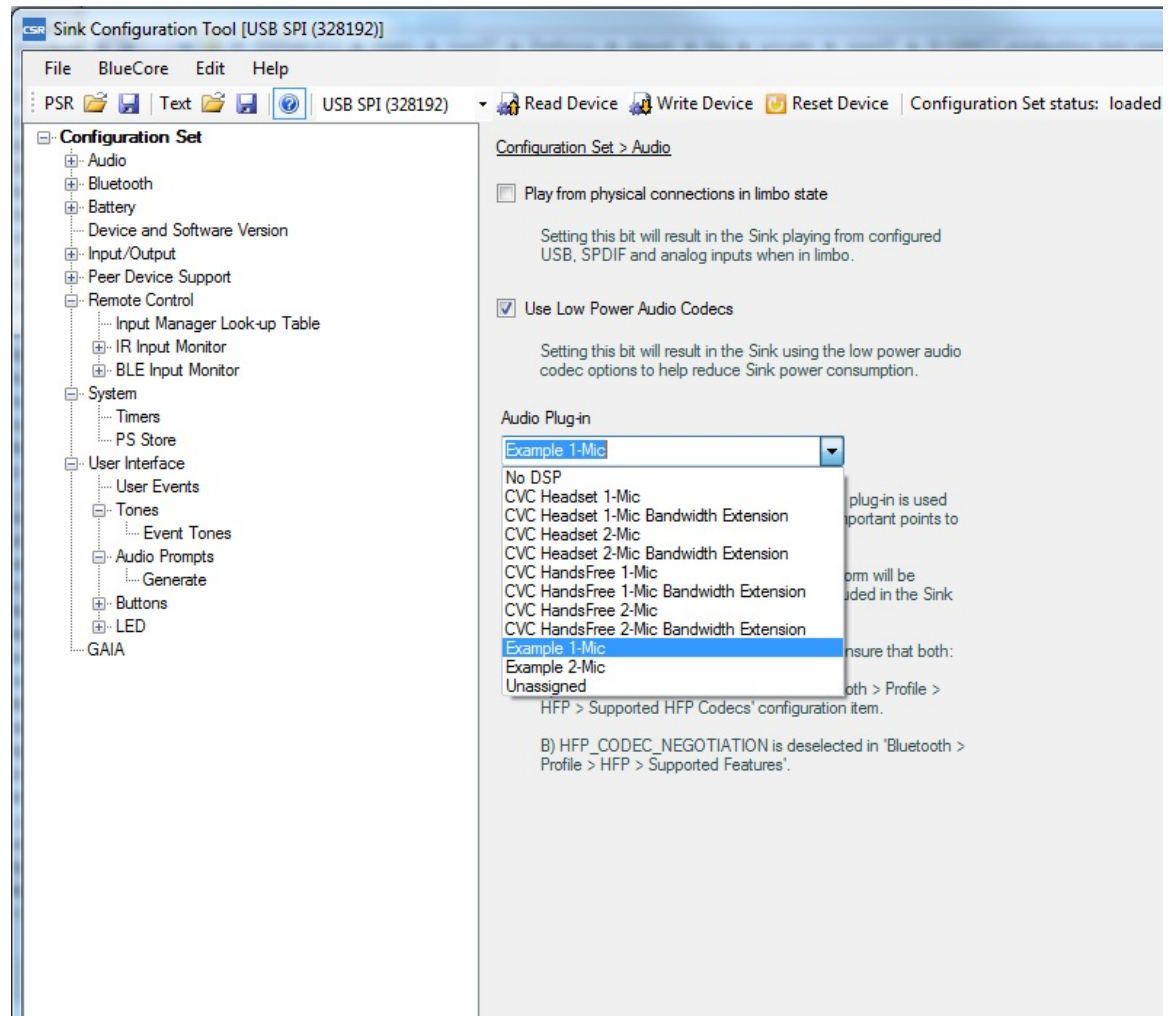 CSR Sink Configuration Tool [USB SPI (328192)]
File BlueCore Edit Help
PSR Text USB SPI (328192) Read Device Write Device Reset Device Configuration Set status: loaded
Configuration Set
Audio
Bluetooth
Battery
Device and Software Version
Input/Output
Peer Device Support
Remote Control
Input Manager Look-up Table
IR Input Monitor
BLE Input Monitor
System
Timers
PS Store
User Interface
User Events
Tones
Event Tones
Audio Prompts
Generate
Buttons
LED
GAIA
Configuration Set > Audio
Play from physical connections in limbo state
Setting this bit will result in the Sink playing from configured
USB, SPDIF and analog inputs when in limbo.
Use Low Power Audio Codecs
Setting this bit will result in the Sink using the low power audio
codec options to help reduce Sink power consumption.
Audio Plug-in
Example 1-Mic
No DSP
CVC Headset 1-Mic
CVC Headset 1-Mic Bandwidth Extension
CVC Headset 2-Mic
CVC Headset 2-Mic Bandwidth Extension
CVC HandsFree 1-Mic
CVC HandsFree 1-Mic Bandwidth Extension
CVC HandsFree 2-Mic
CVC HandsFree 2-Mic Bandwidth Extension
Example 1-Mic
Example 2-Mic
Unassigned
plug-in is used
points to
will be
in the Sink
that both:
> Profile >
HFP > Supported HFP Codecs' configuration item.
B) HFP_CODEC_NEGOTIATION is deselected in 'Bluetooth >
Profile > HFP > Supported Features'.